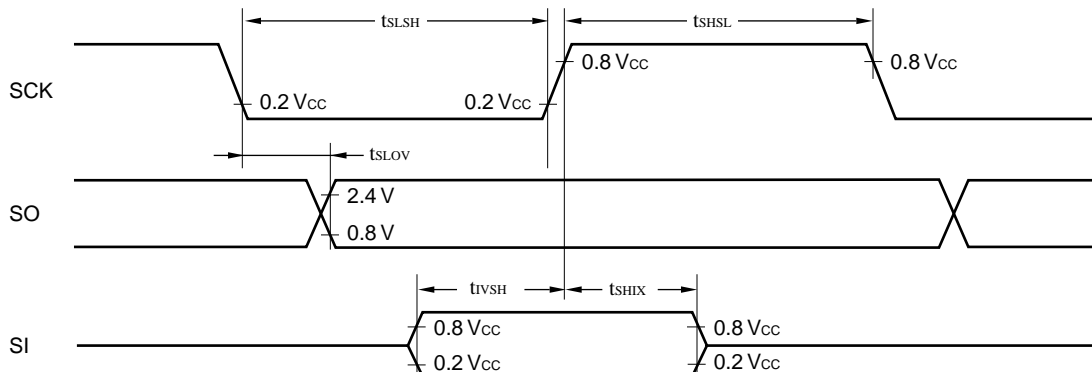 tSLSH tSHSL
SCK 0.2 VCC 0.2 VCC 0.8 VCC 0.8 VCC
tSLOV
SO
2.4 V
0.8 V
tIVSH tSHIX
SI
0.8 VCC 0.8 VCC
0.2 VCC 0.2 VCC